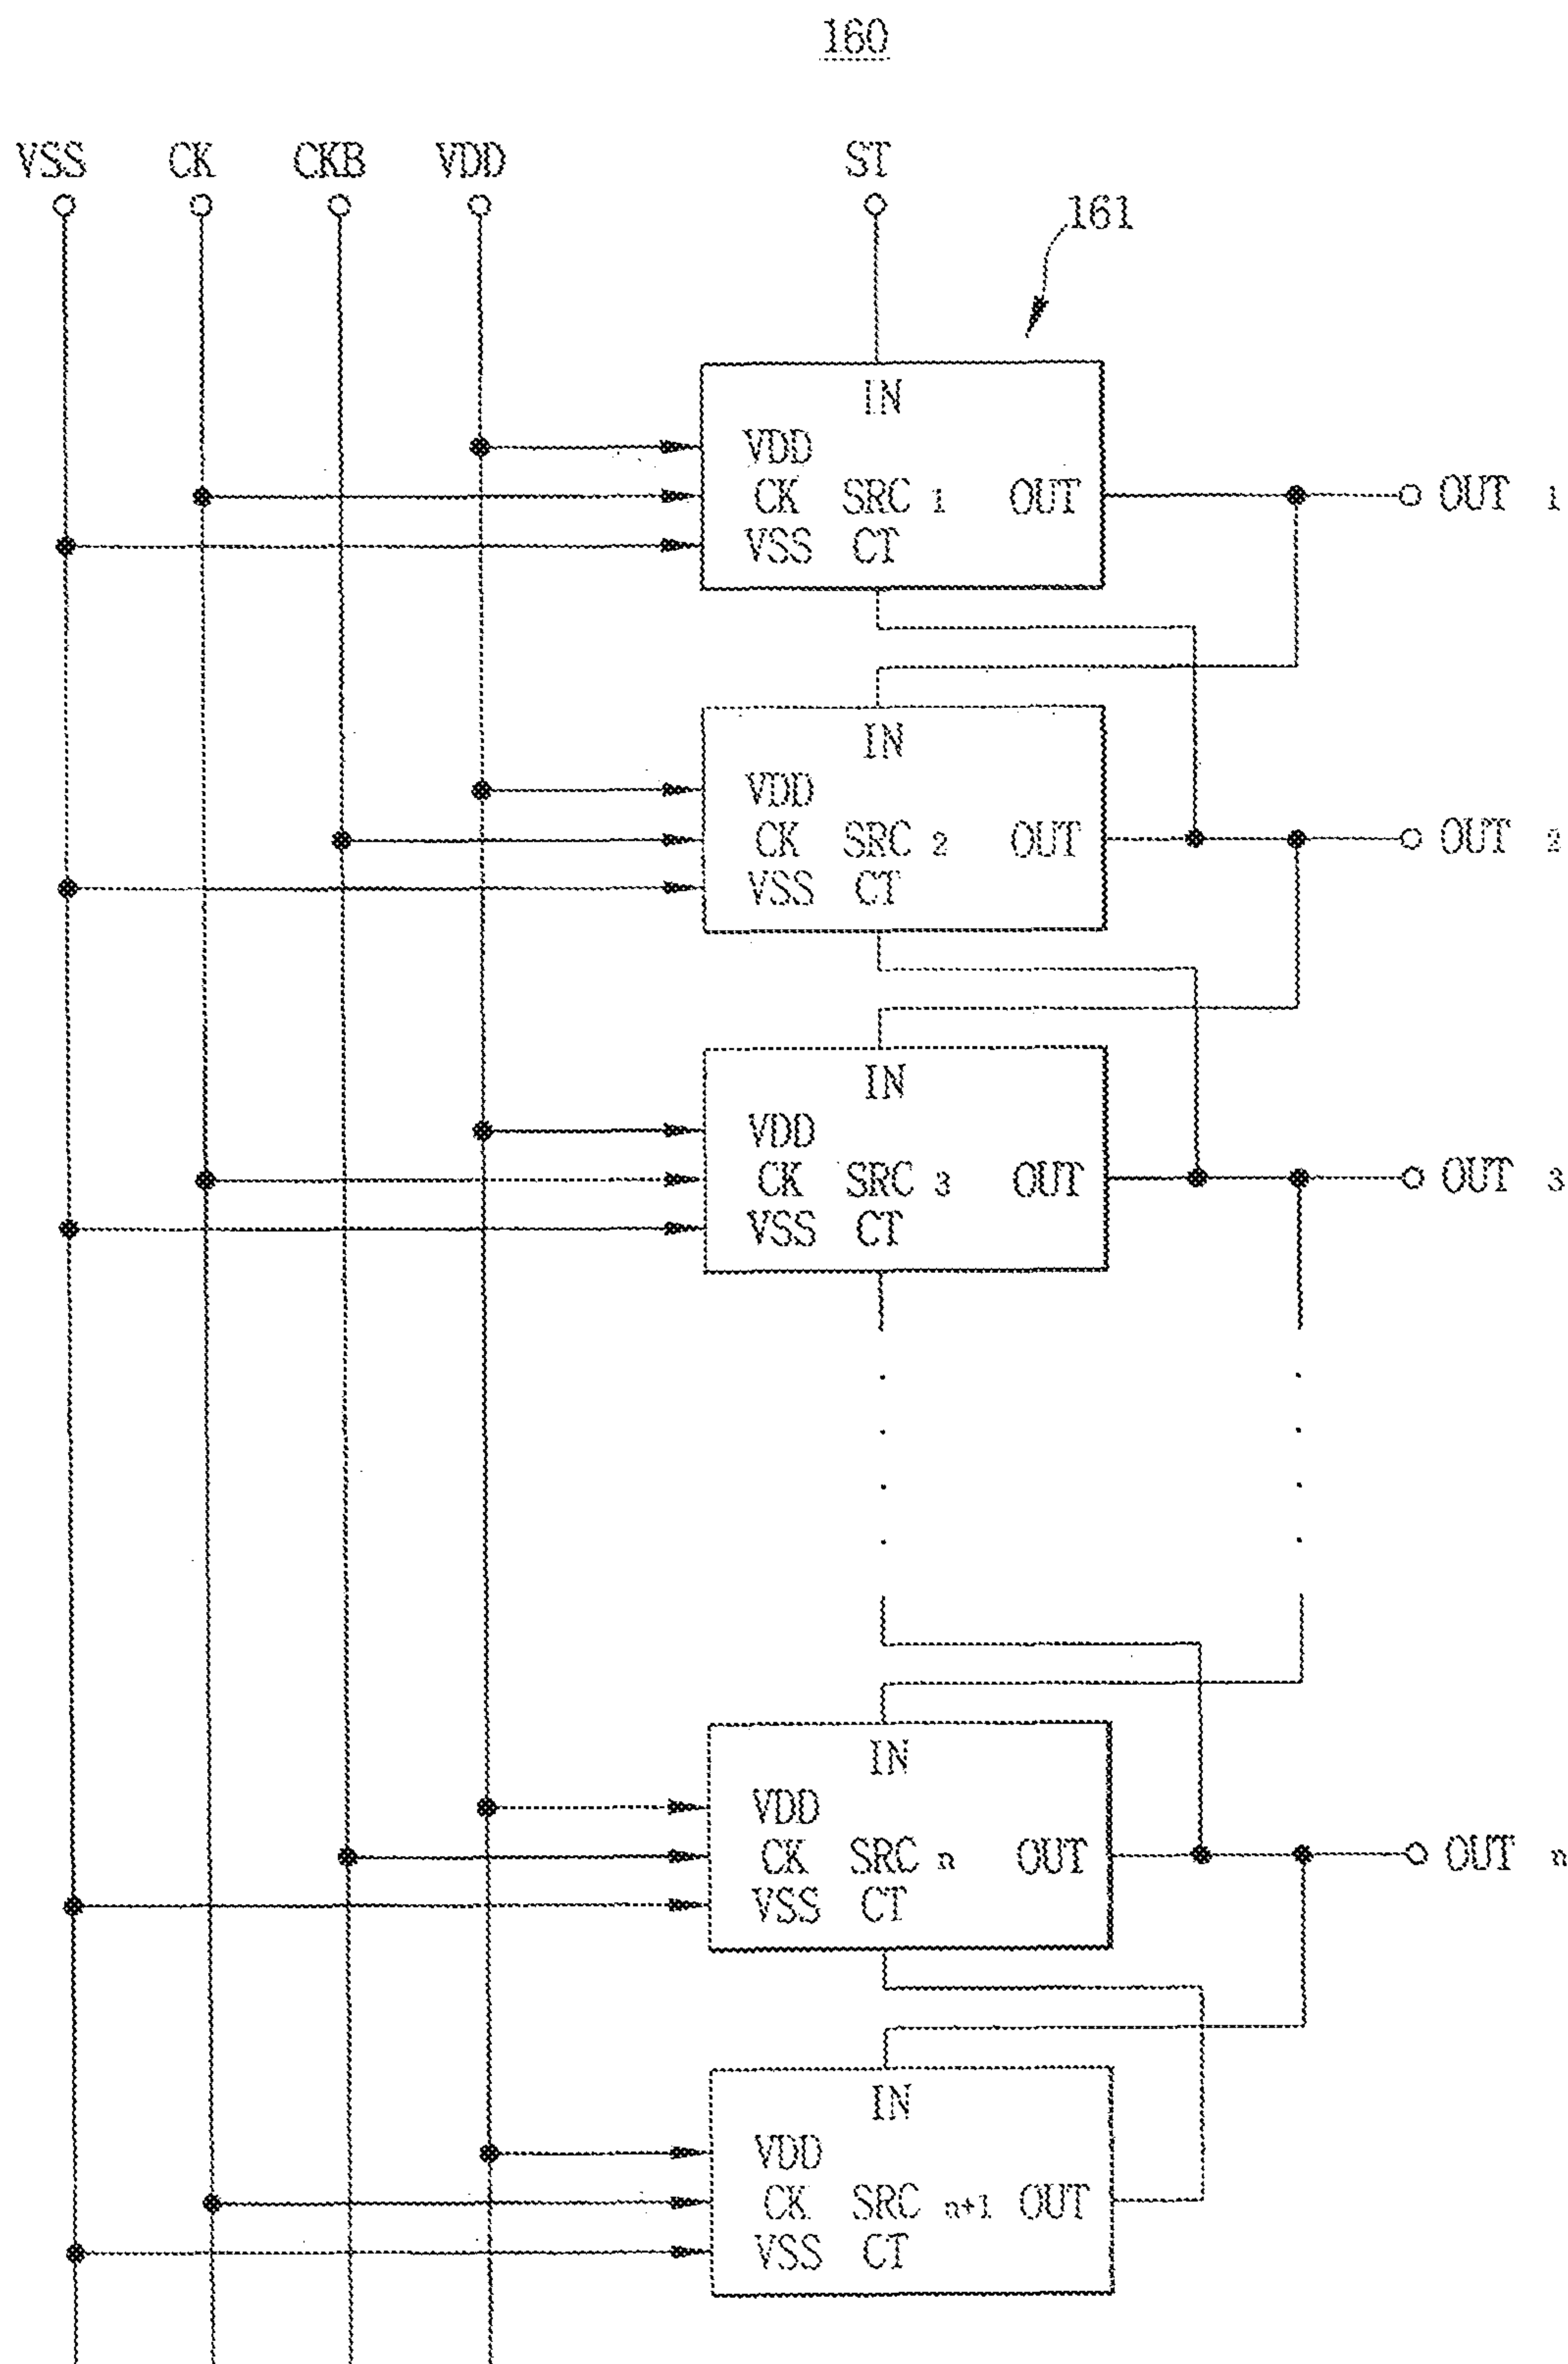 160
VSS CK CKB VDD ST
161
IN
VDD
CK SRC 1 OUT OUT 1
VSS CT
IN
VDD
CK SRC 2 OUT OUT 2
VSS CT
IN
VDD
CK SRC 3 OUT OUT 3
VSS CT
IN
VDD
CK SRC n OUT OUT n
VSS CT
IN
VDD
CK SRC n+1 OUT
VSS CT